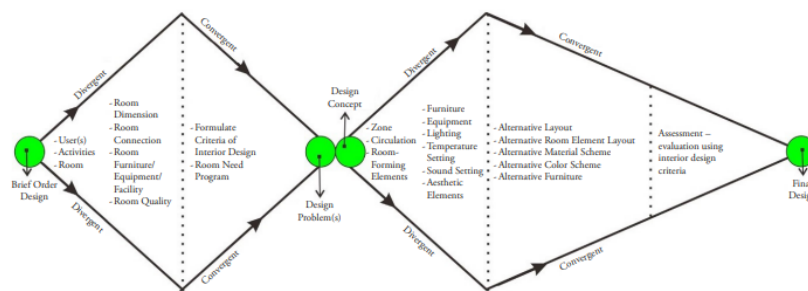 Divergent
Convergent
Divergent
Convergent
- User(s)
- Activities
- Room
Brief Order
Design
- Room
Dimension
- Room
Connection
- Room
Furniture/
Equipment/
Facility
- Room Quality
- Formulate
Criteria of
Interior Design
- Room Need
Program
Design
Concept
Design
Problem(s)
- Zone
- Circulation
- Room-
Forming
Elements
- Furniture
- Equipment
- Lighting
- Temperature
Setting
- Sound Setting
- Aesthetic
Elements
- Alternative Layout
- Alternative Room Element Layout
- Alternative Material Scheme
- Alternative Color Scheme
- Alternative Furniture
Assessment –
evaluation using
interior design
criteria
Final
Design
Divergent
Convergent
Divergent
Convergent